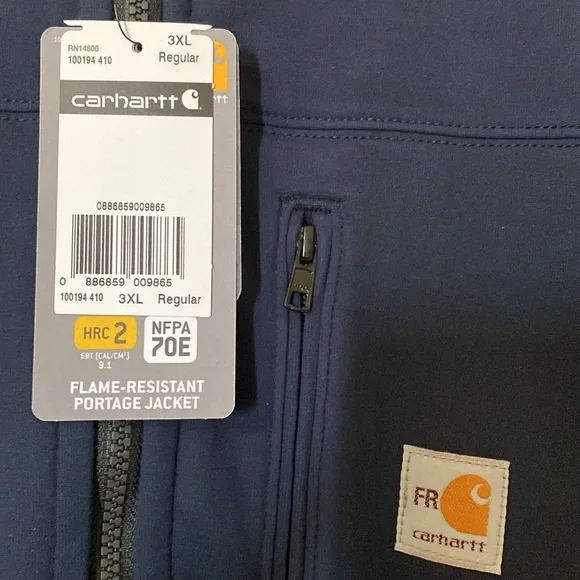 RN14806
100194 410
3XL
Regular
carhartt
0886859009865
0 886859 009865
100194 410 3XL Regular
HRC 2
EBT [CAL/CM²]
9.1
NFPA
70E
FLAME-RESISTANT
PORTAGE JACKET
FR
carhartt